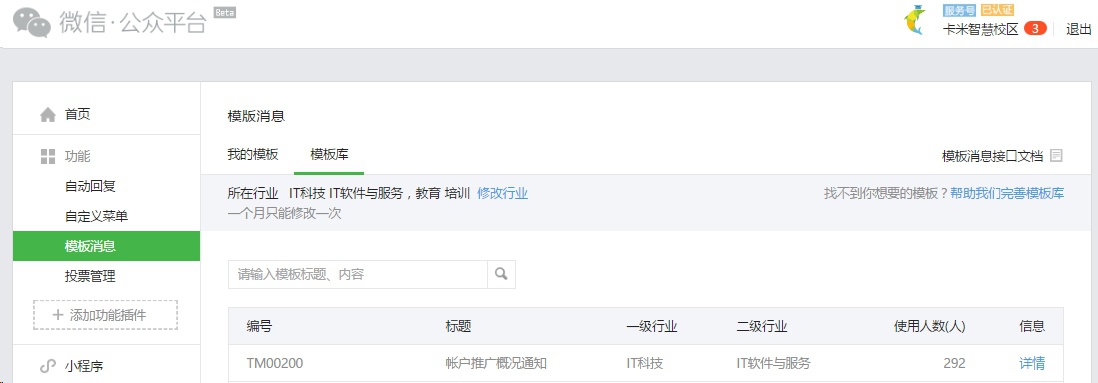 微信·公众平台 Beta
服务号 已认证
卡米智慧校区 3 退出
首页
功能
自动回复
自定义菜单
模板消息
投票管理
+ 添加功能插件
小程序
模版消息
我的模板 模板库 模板消息接口文档
所在行业 IT科技 IT软件与服务，教育 培训 修改行业 找不到你想要的模板？帮助我们完善模板库
一个月只能修改一次
请输入模板标题、内容
编号 标题 一级行业 二级行业 使用人数(人) 信息
TM00200 帐户推广概况通知 IT科技 IT软件与服务 292 详情